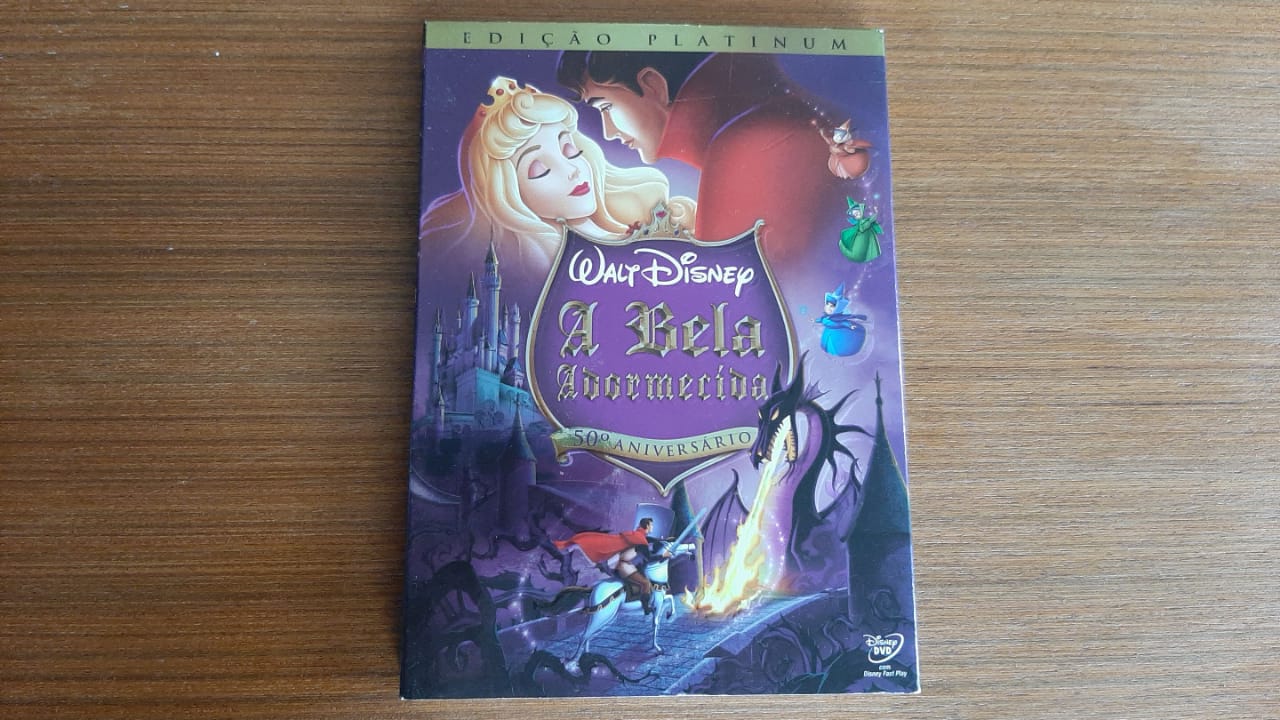 EDIÇÃO PLATINUM
WALT DISNEY
A Bela
Adormecida
50º ANIVERSÁRIO
DISNEY
DVD
com
Disney Fast Play